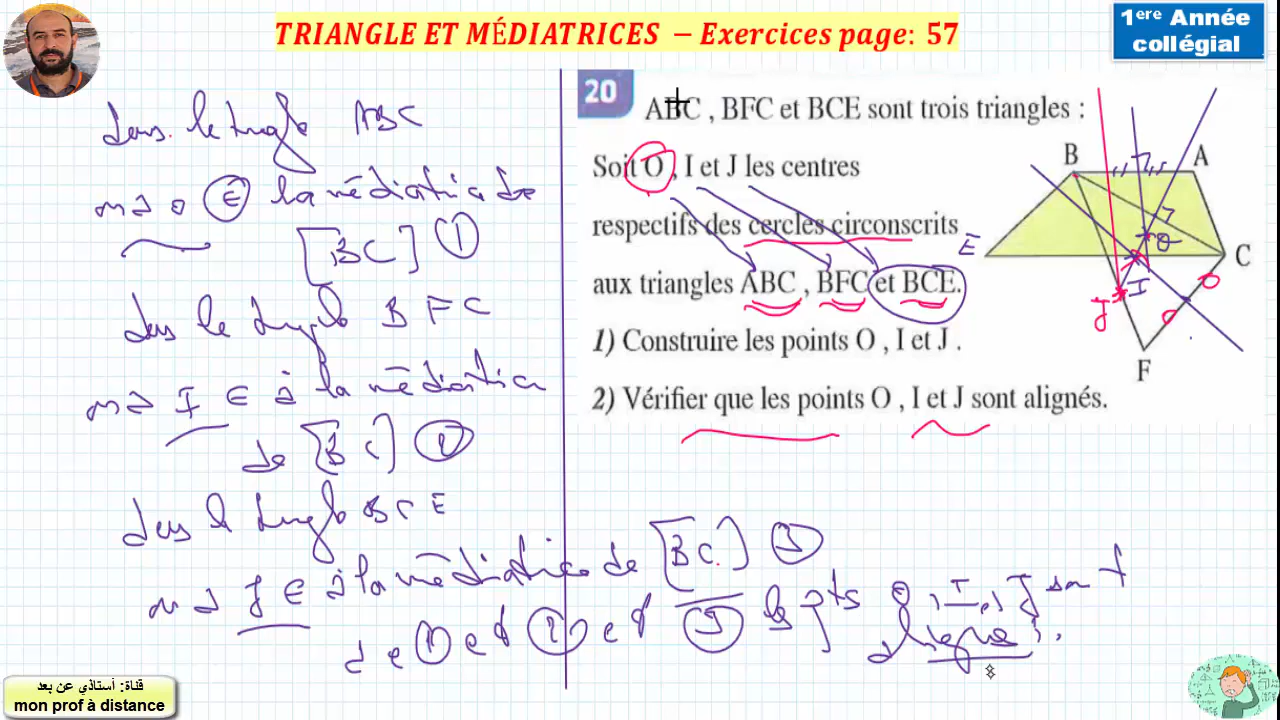 TRIANGLE ET MÉDIATRICES – Exercices page: 57
1ere Année
collégial
dans le triangle ABC
on a O ∈ la médiatrice de
[BC] ①
dans le triangle BFC
on a I ∈ à la médiatrice
de [BC] ②
dans le triangle BCE
on a J ∈ à la médiatrice de [BC] ③
de ① et ② et ③ les pts O, I, J sont
alignés.
20
ABC , BFC et BCE sont trois triangles :
Soit O , I et J les centres
respectifs des cercles circonscrits
aux triangles ABC , BFC et BCE.
1) Construire les points O , I et J .
2) Vérifier que les points O , I et J sont alignés.
B
A
E
C
O
I
J
F
قناة: أستاذي عن بعد
mon prof à distance